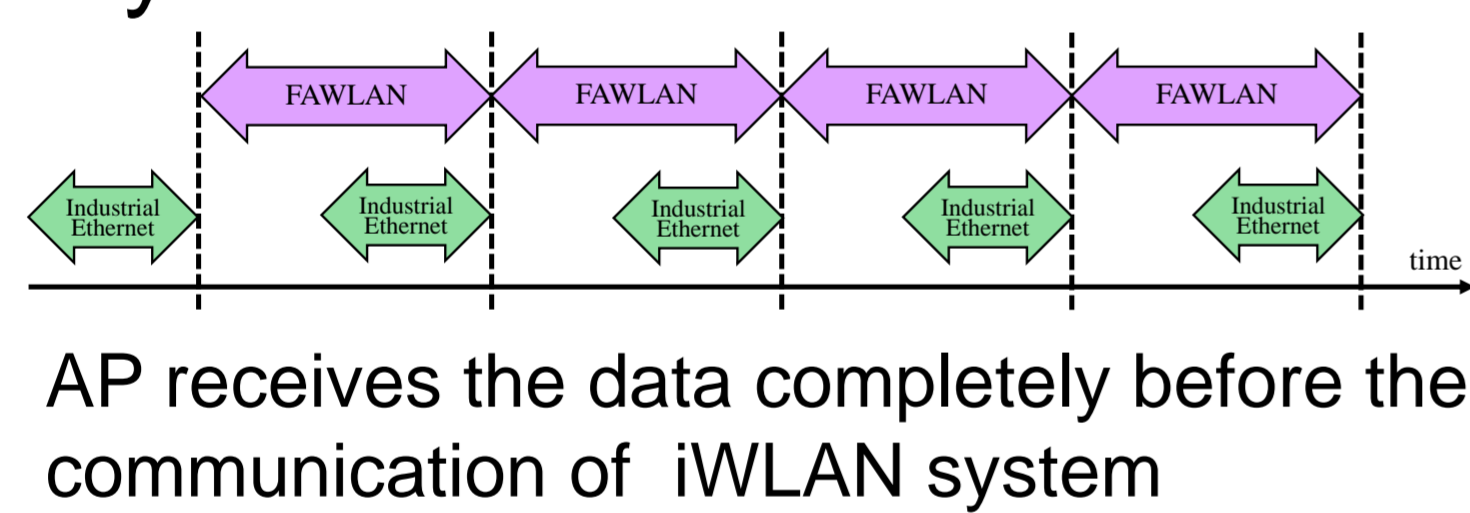 y
FAWLAN FAWLAN FAWLAN FAWLAN
Industrial Industrial Industrial Industrial Industrial
Ethernet Ethernet Ethernet Ethernet Ethernet
time
AP receives the data completely before the
communication of iWLAN system